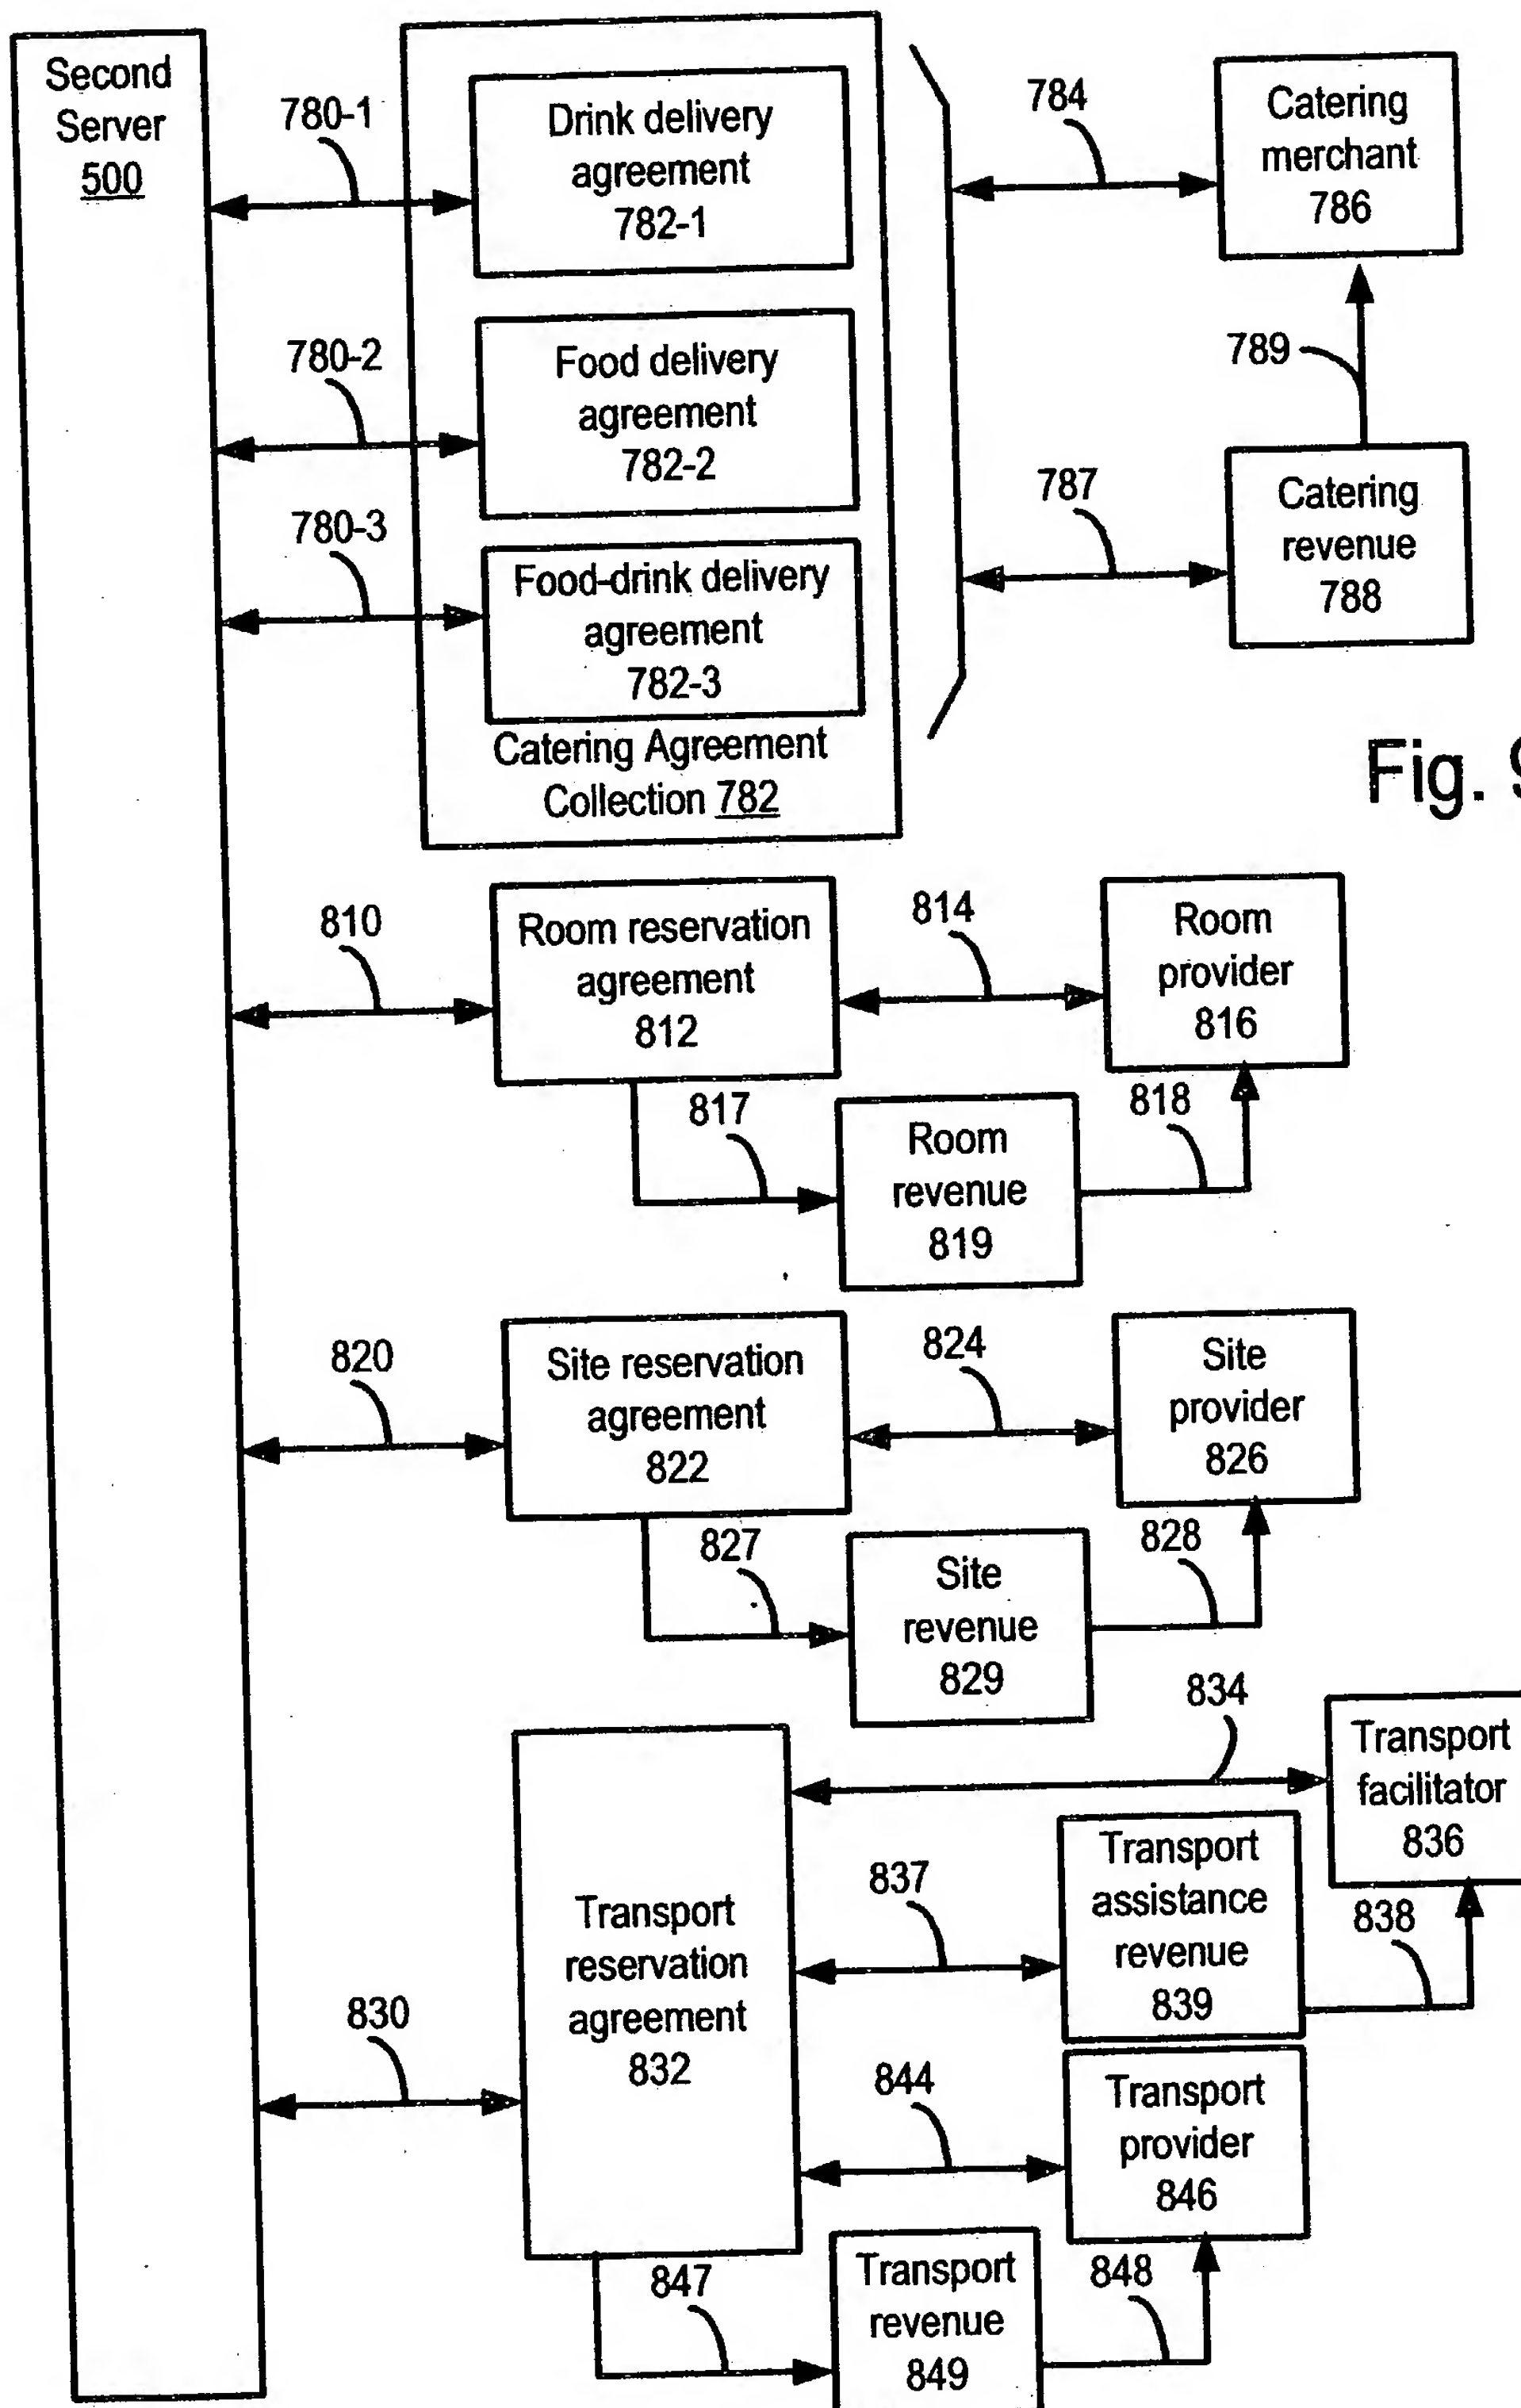 Second
Server
500
780-1
Drink delivery
agreement
782-1
784
Catering
merchant
786
780-2
Food delivery
agreement
782-2
789
780-3
Food-drink delivery
agreement
782-3
787
Catering
revenue
788
Catering Agreement
Collection 782
Fig. 9
810
Room reservation
agreement
812
814
Room
provider
816
817
Room
revenue
819
818
820
Site reservation
agreement
822
824
Site
provider
826
827
Site
revenue
829
828
830
Transport
reservation
agreement
832
834
Transport
facilitator
836
837
Transport
assistance
revenue
839
838
844
Transport
provider
846
847
Transport
revenue
849
848